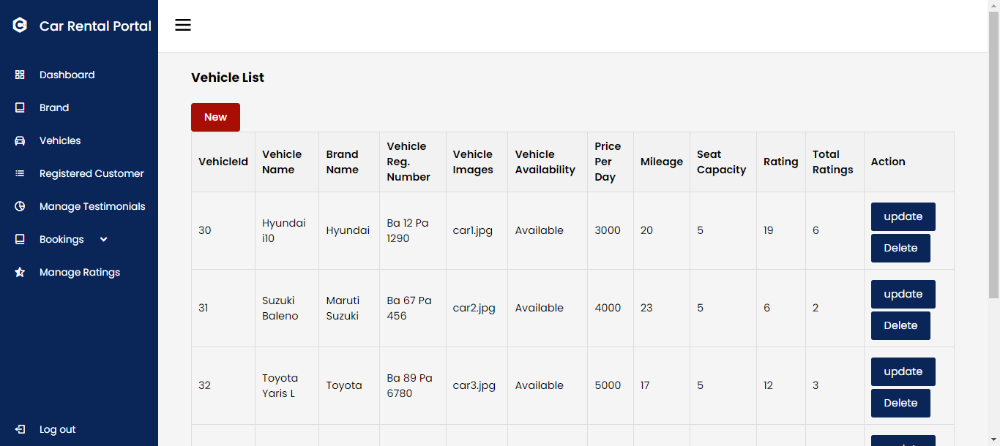 Car Rental Portal
Dashboard
Brand
Vehicles
Registered Customer
Manage Testimonials
Bookings
Manage Ratings
Log out
Vehicle List
New
VehicleId
Vehicle
Name
Brand
Name
Vehicle
Reg.
Number
Vehicle
Images
Vehicle
Availability
Price
Per
Day
Mileage
Seat
Capacity
Rating
Total
Ratings
Action
30
Hyundai
i10
Hyundai
Ba 12 Pa
1290
car1.jpg
Available
3000
20
5
19
6
update
Delete
31
Suzuki
Baleno
Maruti
Suzuki
Ba 67 Pa
456
car2.jpg
Available
4000
23
5
6
2
update
Delete
32
Toyota
Yaris L
Toyota
Ba 89 Pa
6780
car3.jpg
Available
5000
17
5
12
3
update
Delete